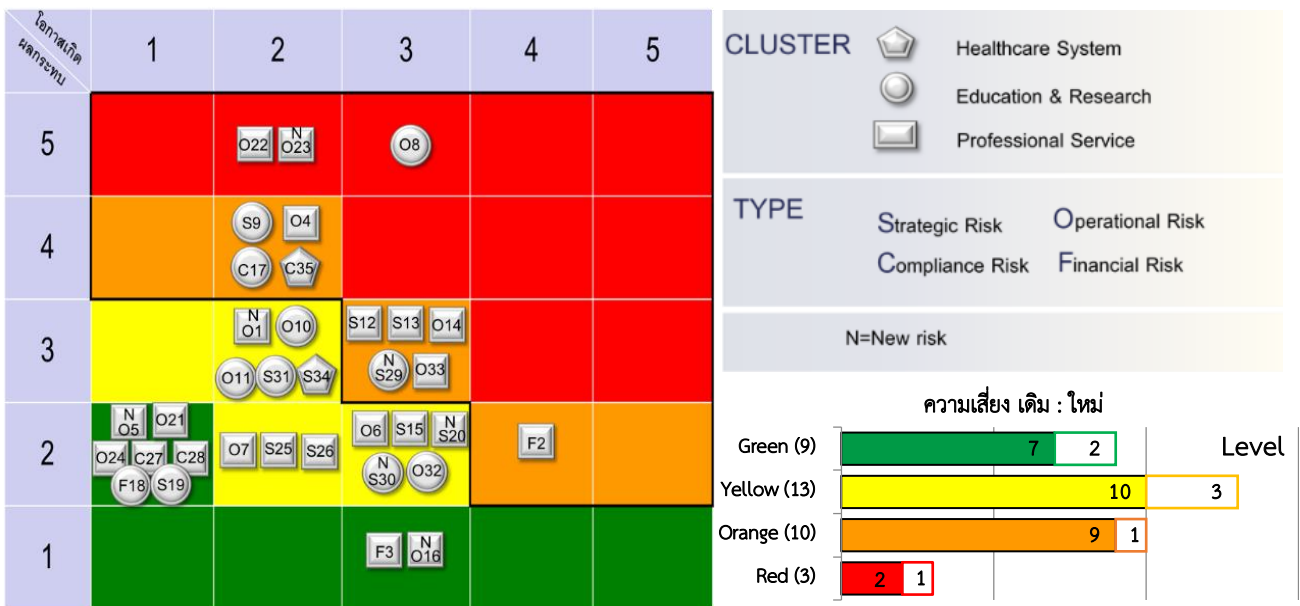 โอกาสเกิด
ผลกระทบ
1 2 3 4 5
5
O22
N
O23
O8
4
S9 O4
C17 C35
3
N
O1
O10
O11 S31 S34
S12 S13 O14
N
S29
O33
2
N
O5
O21
O24 C27 C28
F18 S19
O7 S25 S26
O6 S15
N
S20
N
S30
O32
F2
1
F3
N
O16
CLUSTER
Healthcare System
Education & Research
Professional Service
TYPE
Strategic Risk Operational Risk
Compliance Risk Financial Risk
N=New risk
ความเสี่ยง เดิม : ใหม่
Green (9) 7 2 Level
Yellow (13) 10 3
Orange (10) 9 1
Red (3) 2 1